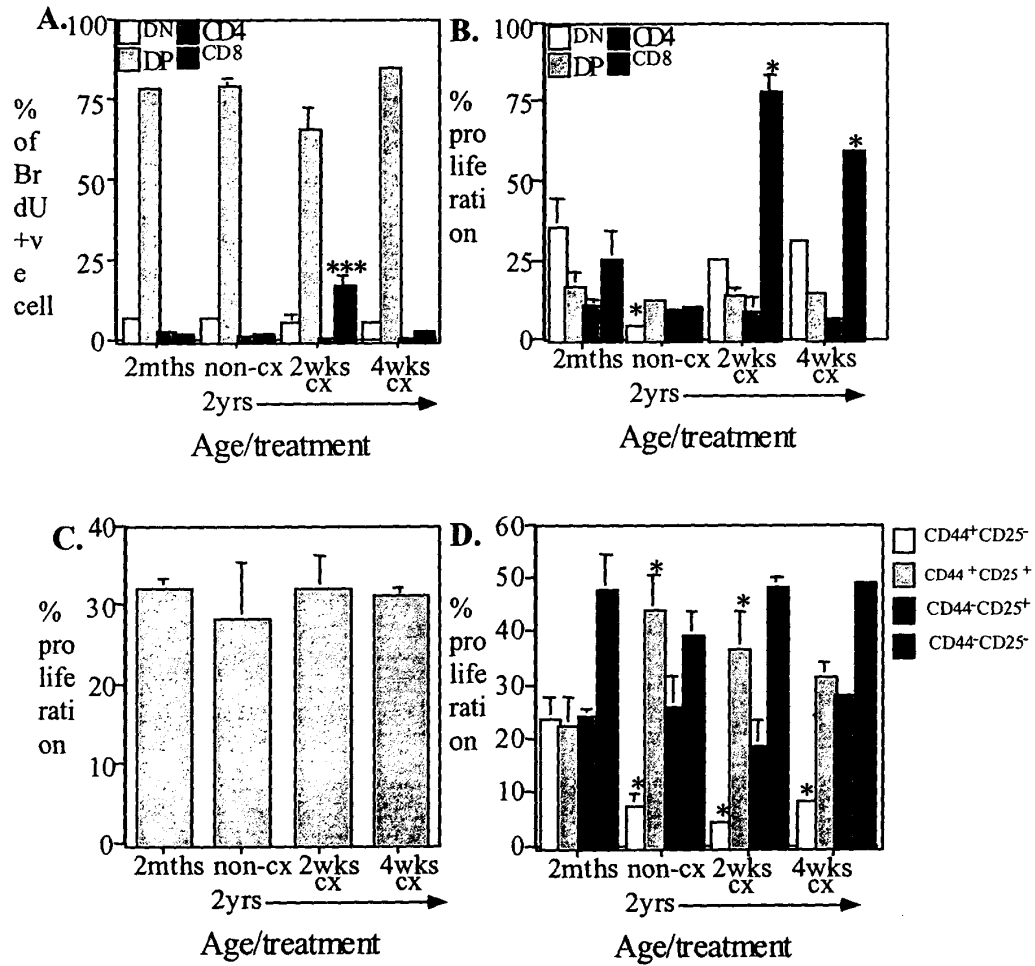 A.
100
75
50
25
0
DN CD4
DP CD8
%
of
Br
dU
+v
e
cell
***
2mths non-cx 2wks 4wks
cx cx
2yrs
Age/treatment
B.
100
75
50
25
0
DN CD4
DP CD8
%
pro
life
rati
on
*
*
*
2mths non-cx 2wks 4wks
cx cx
2yrs
Age/treatment
C.
40
30
20
10
0
%
pro
life
rati
on
2mths non-cx 2wks 4wks
cx cx
2yrs
Age/treatment
D.
60
50
40
30
20
10
0
%
pro
life
rati
on
*
*
*
*
*
2mths non-cx 2wks 4wks
cx cx
2yrs
Age/treatment
CD44⁺CD25⁻
CD44⁺CD25⁺
CD44⁻CD25⁺
CD44⁻CD25⁻